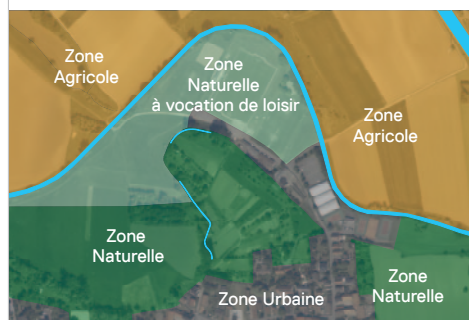 Zone
Agricole
Zone
Naturelle
à vocation de loisir
Zone
Agricole
Zone
Naturelle
Zone Urbaine
Zone
Naturelle